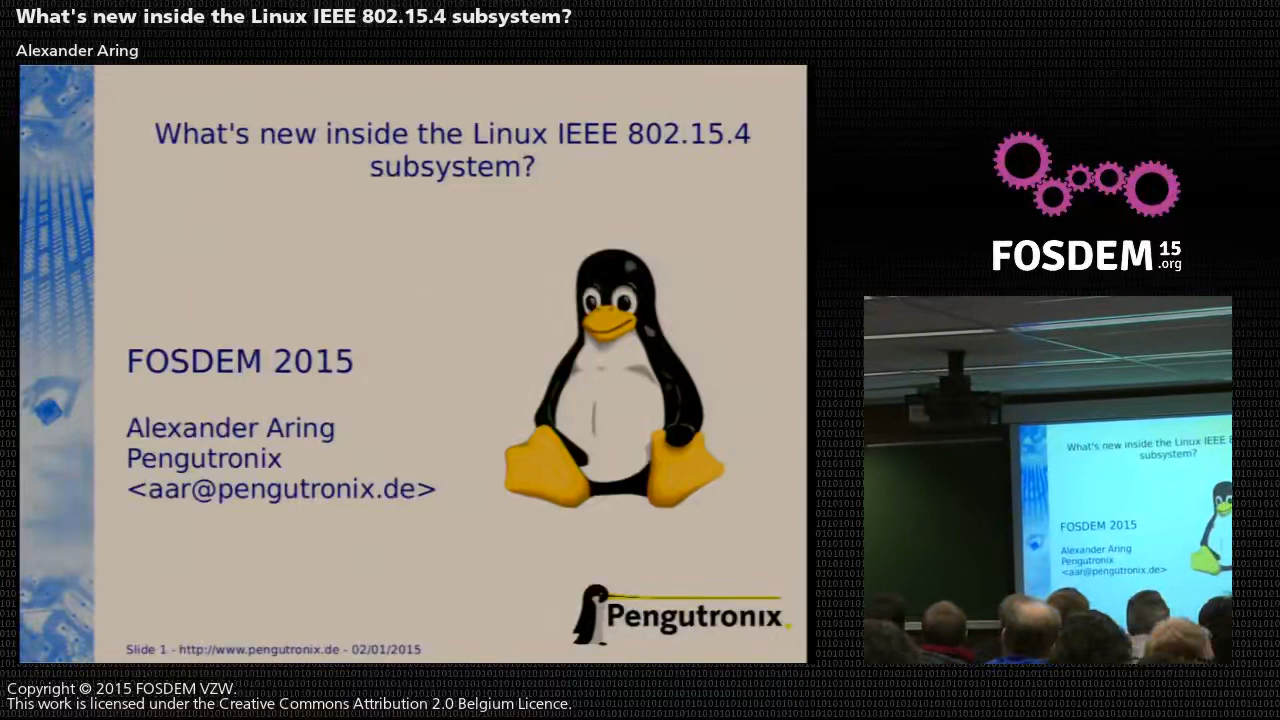 What's new inside the Linux IEEE 802.15.4 subsystem?
Alexander Aring
What's new inside the Linux IEEE 802.15.4
subsystem?
FOSDEM 2015
Alexander Aring
Pengutronix
<aar@pengutronix.de>
Pengutronix
Slide 1 - http://www.pengutronix.de - 02/01/2015
FOSDEM 15
.org
What's new inside the Linux IEEE 8
subsystem?
FOSDEM 2015
Alexander Aring
Pengutronix
<aar@pengutronix.de>
Copyright © 2015 FOSDEM VZW.
This work is licensed under the Creative Commons Attribution 2.0 Belgium Licence.